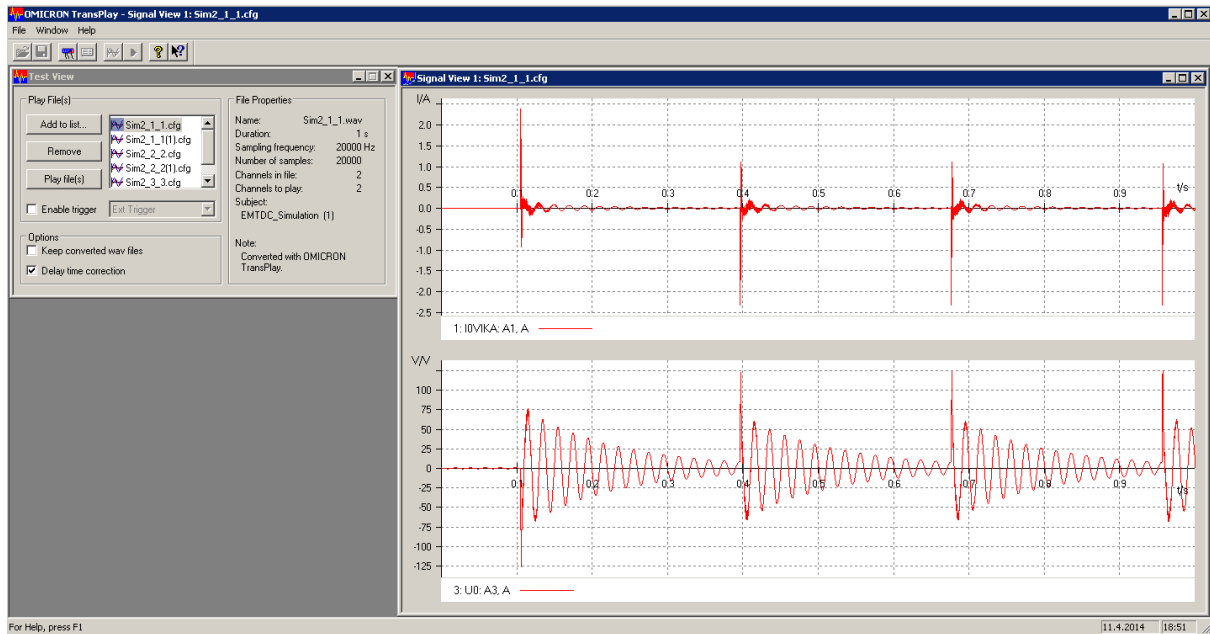 OMICRON TransPlay - Signal View 1: Sim2_1_1.cfg
File Window Help
Test View
Play File(s)
Add to list...
Remove
Play file(s)
Sim2_1_1.cfg
Sim2_1_1(1).cfg
Sim2_2_2.cfg
Sim2_2_2(1).cfg
Sim2_3_3.cfg
Enable trigger
Ext Trigger
Options
Keep converted wav files
Delay time correction
File Properties
Name: Sim2_1_1.wav
Duration: 1 s
Sampling frequency: 20000 Hz
Number of samples: 20000
Channels in file: 2
Channels to play: 2
Subject:
EMTDC_Simulation (1)
Note:
Converted with OMICRON
TransPlay.
Signal View 1: Sim2_1_1.cfg
I/A
2.0
1.5
1.0
0.5
0.0
-0.5
-1.0
-1.5
-2.0
-2.5
0.1 0.2 0.3 0.4 0.5 0.6 0.7 0.8 0.9 t/s
1: I0VIKA: A1, A
V/V
100
75
50
25
0
-25
-50
-75
-100
-125
0.1 0.2 0.3 0.4 0.5 0.6 0.7 0.8 0.9 t/s
3: U0: A3, A
For Help, press F1
11.4.2014 18:51